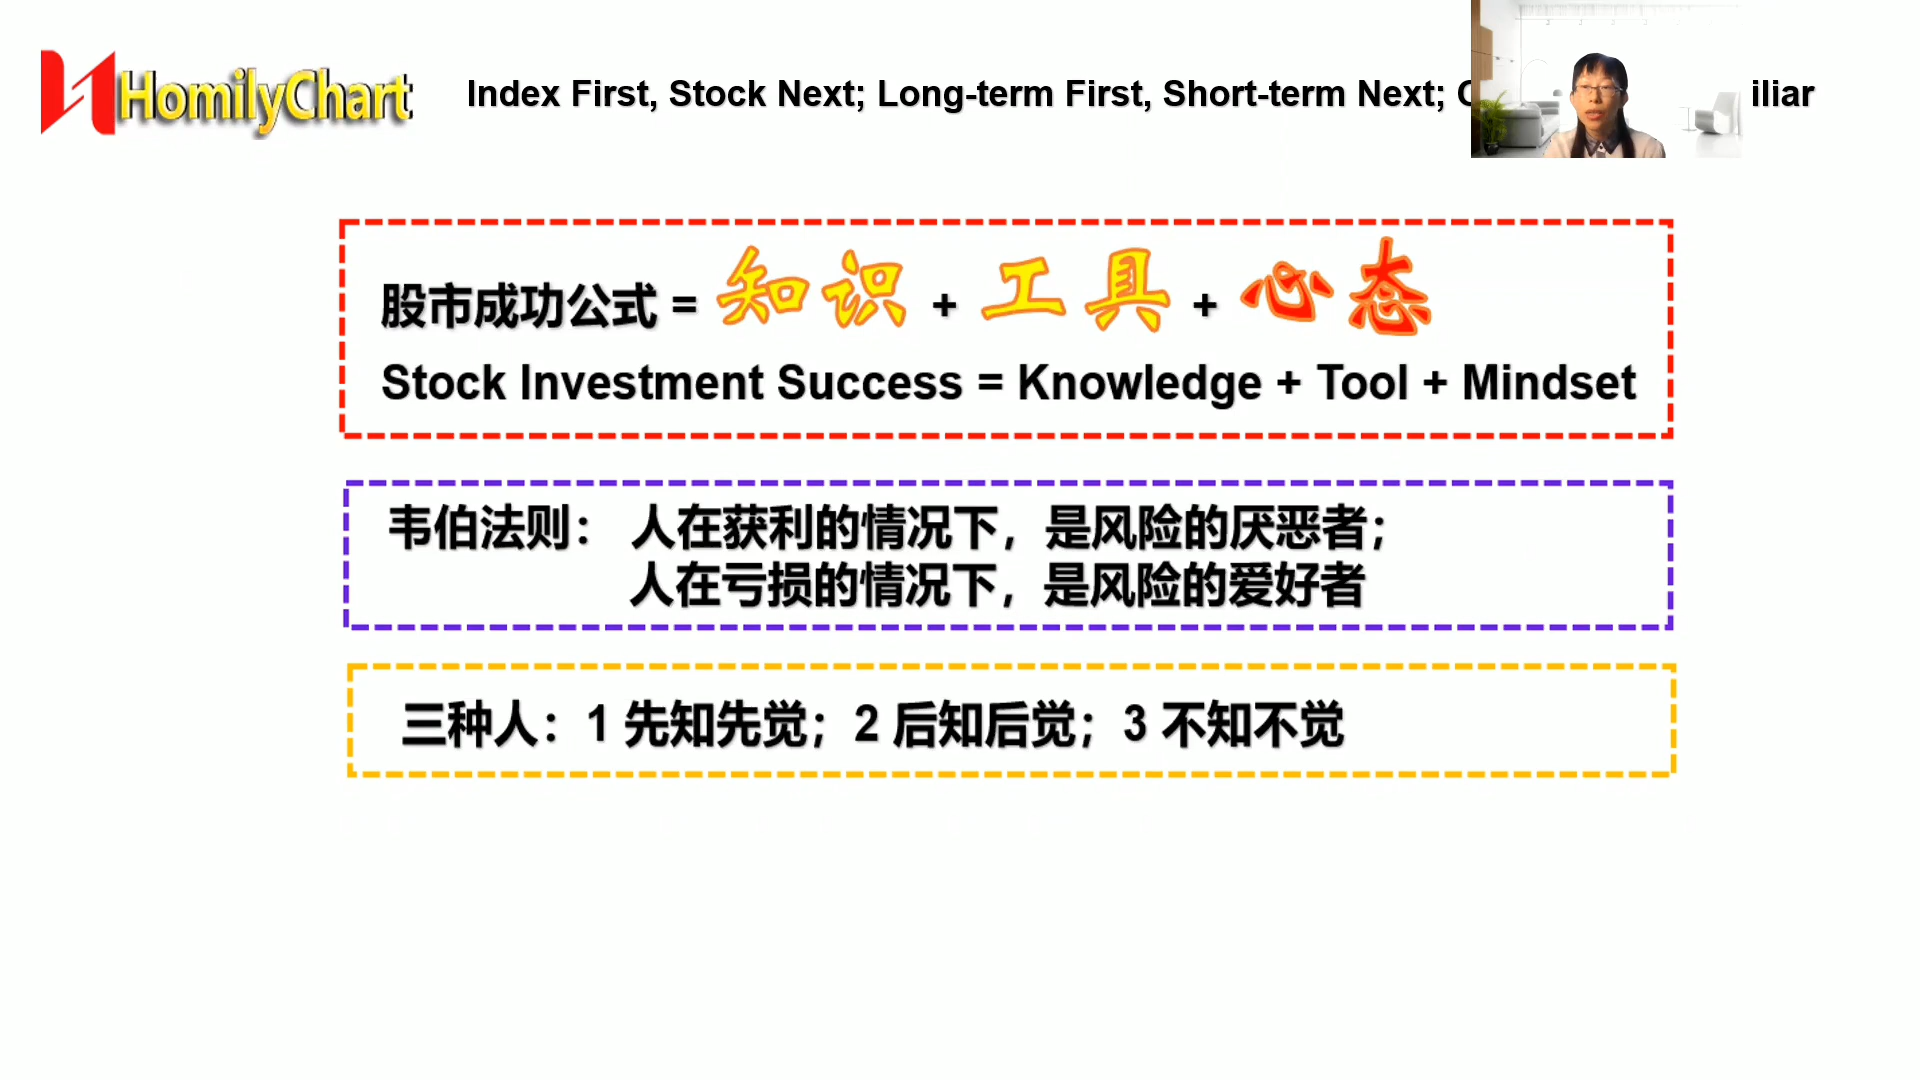 HomilyChart
Index First, Stock Next; Long-term First, Short-term Next; iliar
股市成功公式 = 知识 + 工具 + 心态
Stock Investment Success = Knowledge + Tool + Mindset
韦伯法则： 人在获利的情况下，是风险的厌恶者；
人在亏损的情况下，是风险的爱好者
三种人：1 先知先觉；2 后知后觉；3 不知不觉